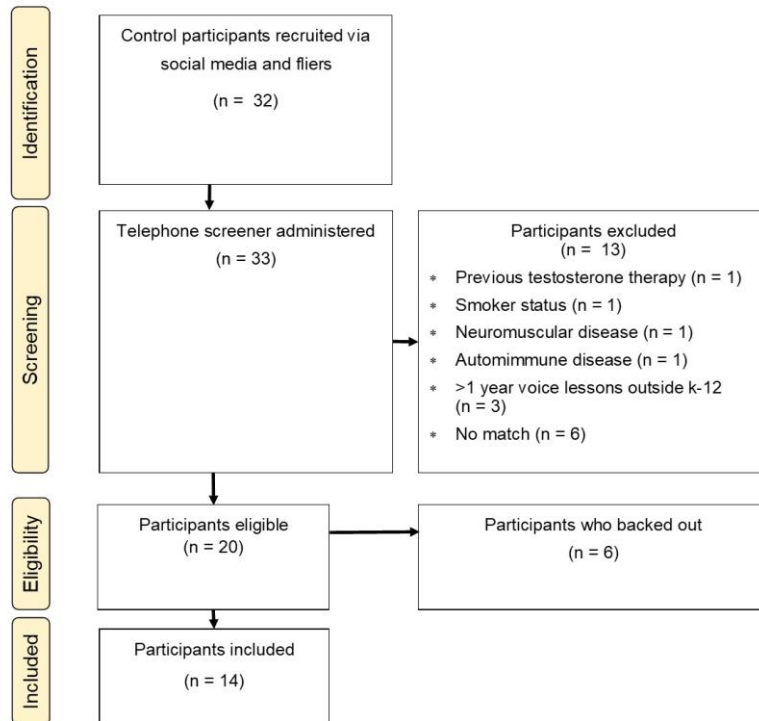 Identification
Control participants recruited via
social media and fliers
(n = 32)
Screening
Telephone screener administered
(n = 33)
Participants excluded
(n = 13)
* Previous testosterone therapy (n = 1)
* Smoker status (n = 1)
* Neuromuscular disease (n = 1)
* Automimmune disease (n = 1)
* >1 year voice lessons outside k-12
(n = 3)
* No match (n = 6)
Eligibility
Participants eligible
(n = 20)
Participants who backed out
(n = 6)
Included
Participants included
(n = 14)